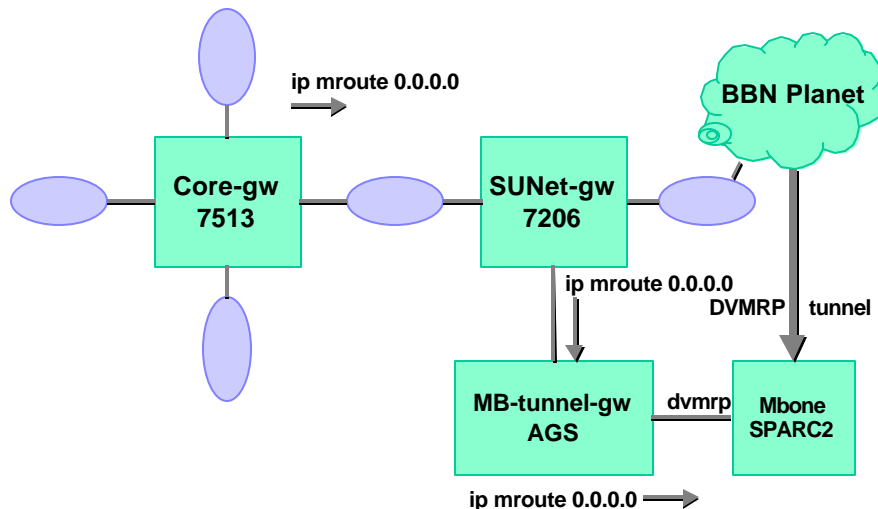 ip mroute 0.0.0.0
BBN Planet
Core-gw
7513
SUNet-gw
7206
ip mroute 0.0.0.0
DVMRP tunnel
MB-tunnel-gw
AGS
dvmrp
Mbone
SPARC2
ip mroute 0.0.0.0